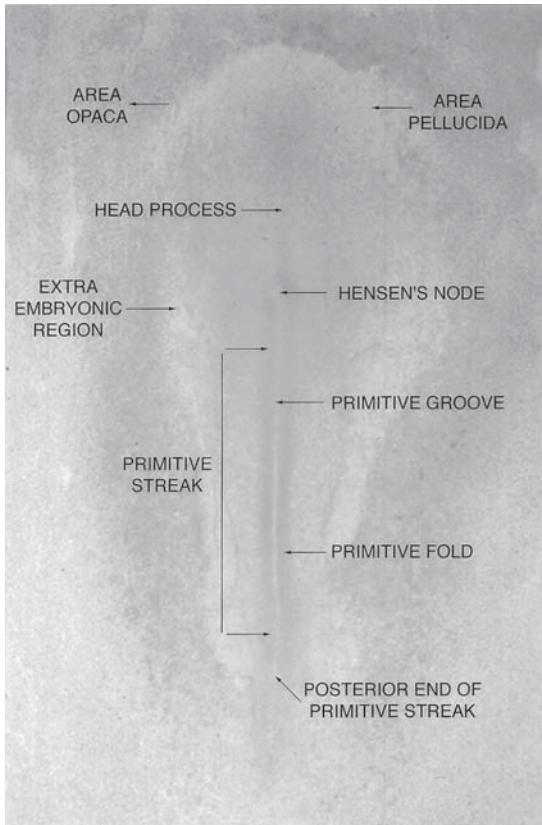 AREA
OPACA
AREA
PELLUCIDA
HEAD PROCESS
EXTRA
EMBRYONIC
REGION
HENSEN'S NODE
PRIMITIVE GROOVE
PRIMITIVE
STREAK
PRIMITIVE FOLD
POSTERIOR END OF
PRIMITIVE STREAK